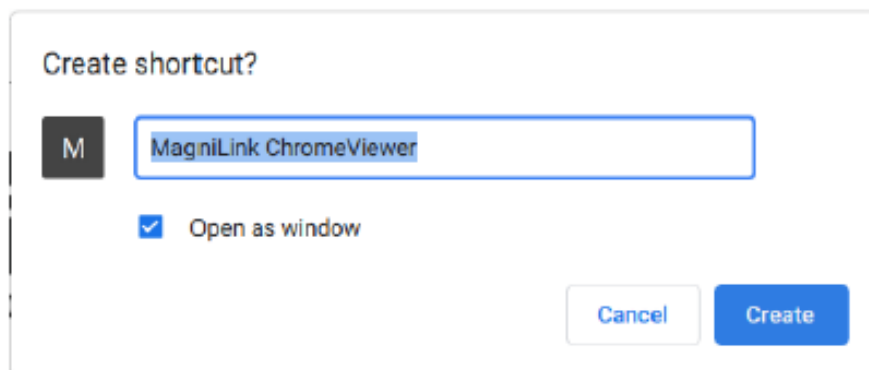 Create shortcut?
M
MagniLink ChromeViewer
Open as window
Cancel
Create